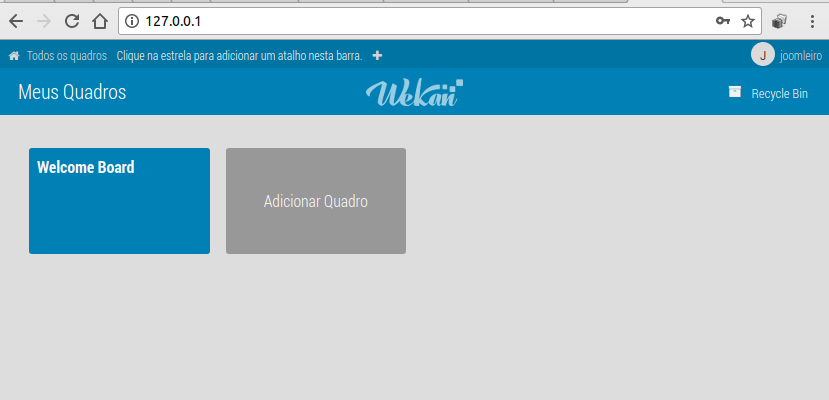 127.0.0.1
Todos os quadros Clique na estrela para adicionar um atalho nesta barra. + J joomleiro
Meus Quadros Wekan Recycle Bin
Welcome Board
Adicionar Quadro